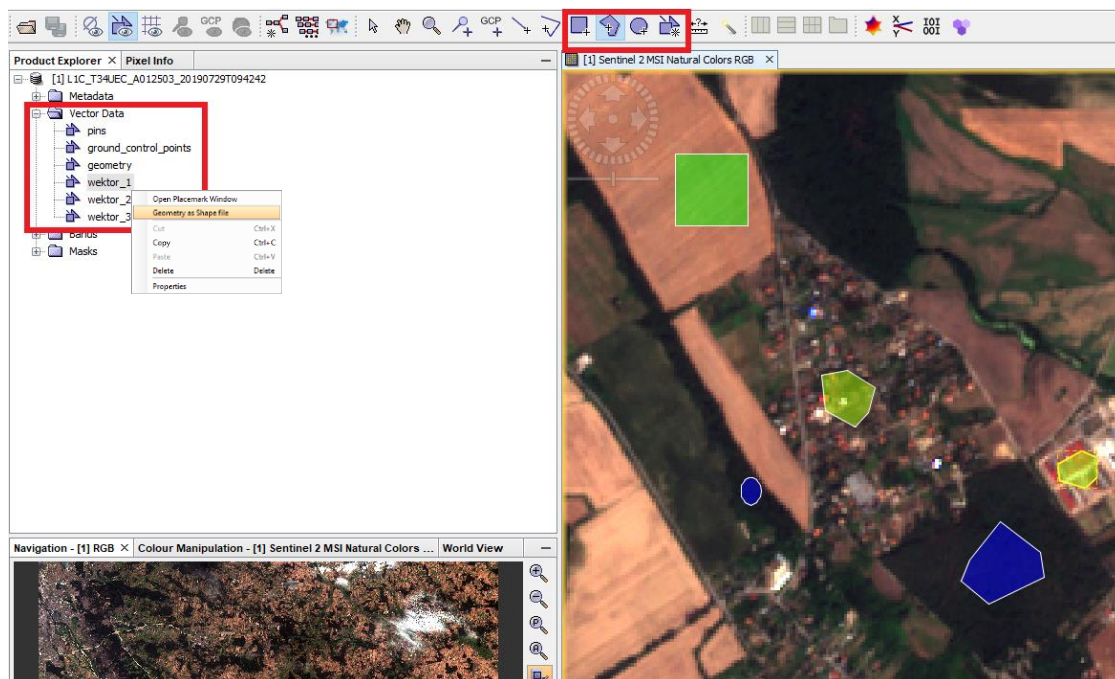 GCP
GCP
Product Explorer × Pixel Info
[1] L1C_T34UEC_A012503_20190729T094242
Metadata
Vector Data
pins
ground_control_points
geometry
wektor_1
wektor_2
wektor_3
Bands
Masks
Open Placemark Window
Geometry as Shape file
Cut Ctrl+X
Copy Ctrl+C
Paste Ctrl+V
Delete Delete
Properties
[1] Sentinel 2 MSI Natural Colors RGB ×
Navigation - [1] RGB × Colour Manipulation - [1] Sentinel 2 MSI Natural Colors ... World View